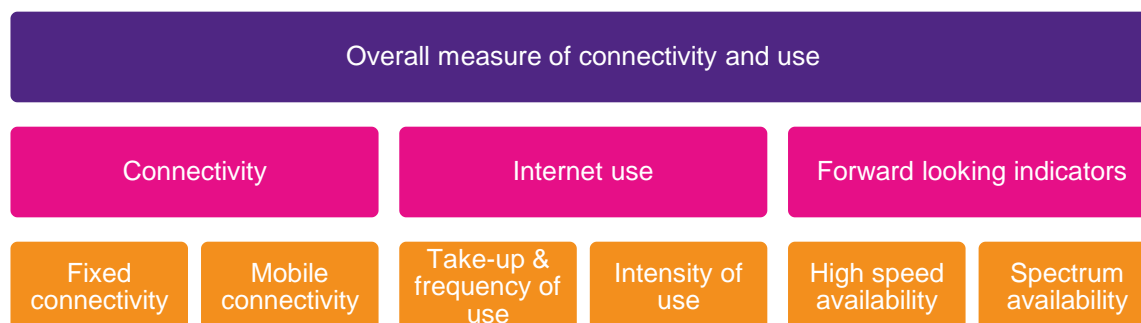 Overall measure of connectivity and use
Connectivity
Internet use
Forward looking indicators
Fixed
connectivity
Mobile
connectivity
Take-up &
frequency of
use
Intensity of
use
High speed
availability
Spectrum
availability